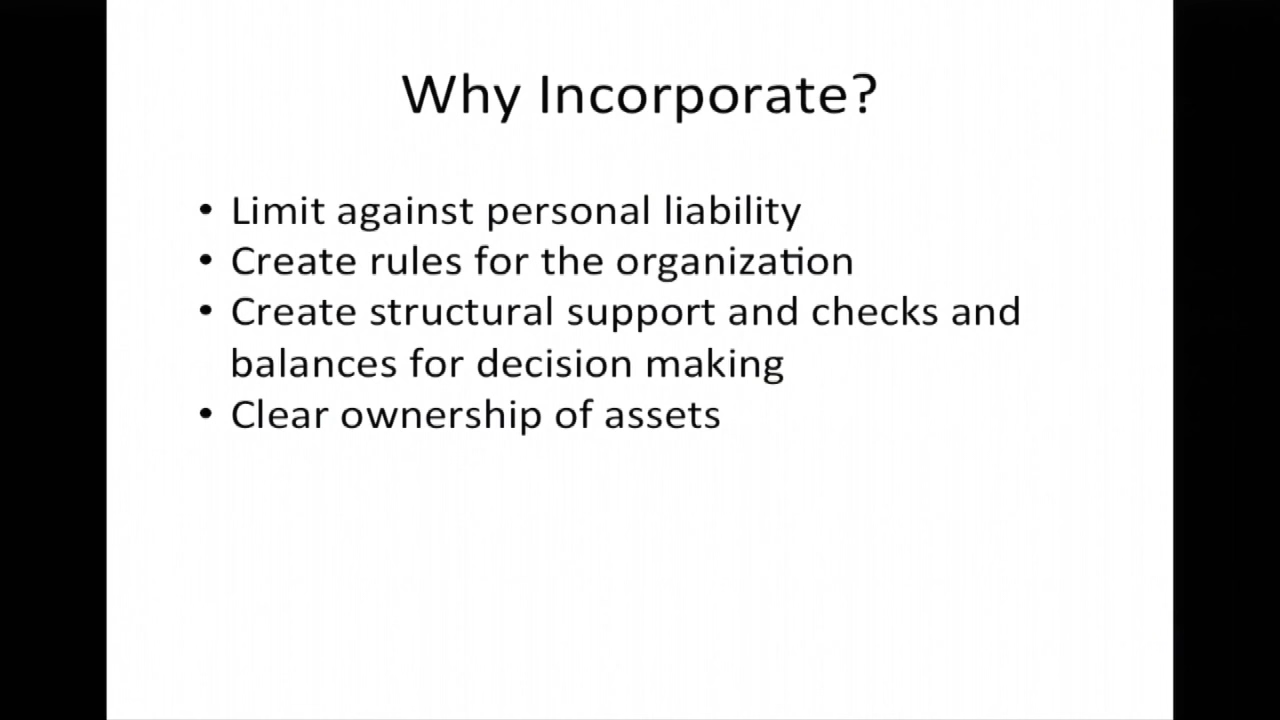 Why Incorporate?
• Limit against personal liability
• Create rules for the organization
• Create structural support and checks and
balances for decision making
• Clear ownership of assets